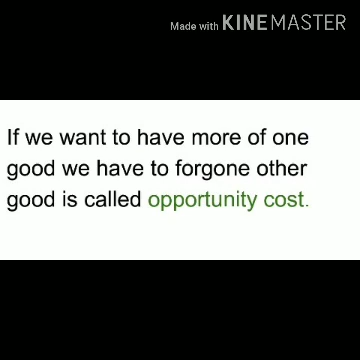 Made with KINEMASTER
If we want to have more of one
good we have to forgone other
good is called opportunity cost.